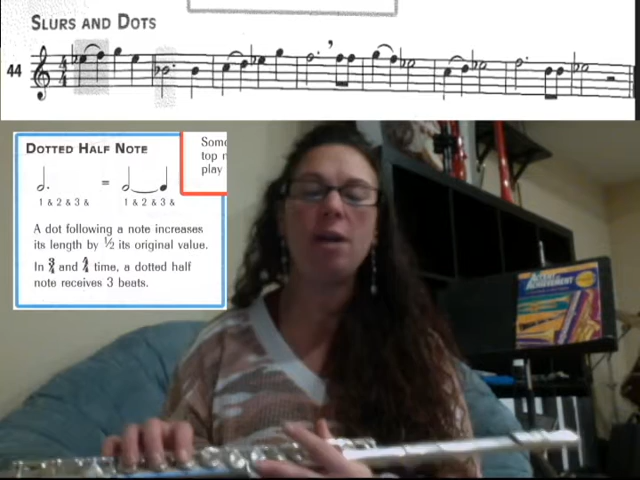 SLURS AND DOTS
44
DOTTED HALF NOTE
1 & 2 & 3 & = 1 & 2 & 3 &
A dot following a note increases
its length by 1/2 its original value.
In 3/4 and 4/4 time, a dotted half
note receives 3 beats.
top
play
ACHIEVEMENT